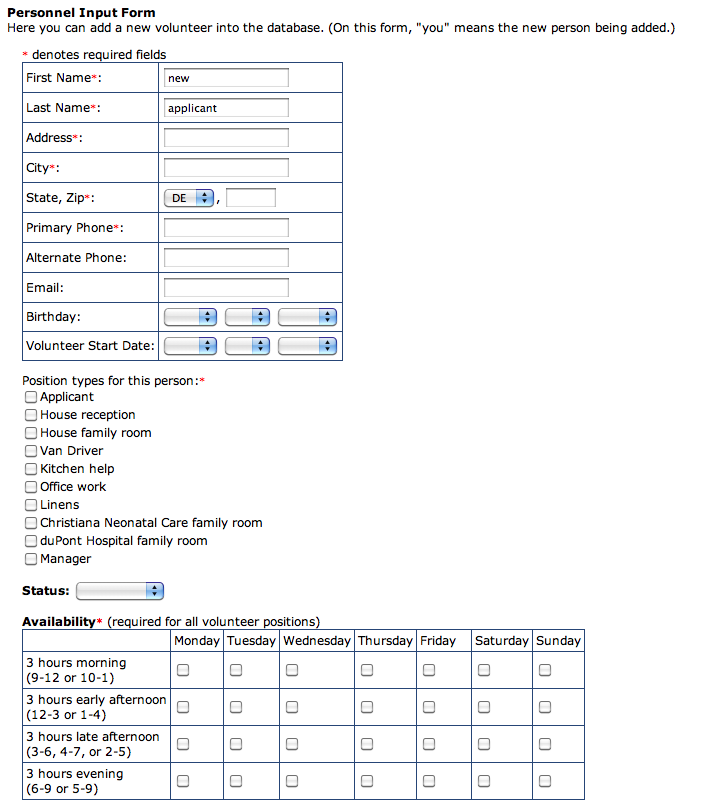 Personnel Input Form
Here you can add a new volunteer into the database. (On this form, "you" means the new person being added.)
* denotes required fields
First Name*: new
Last Name*: applicant
Address*:
City*:
State, Zip*: DE ,
Primary Phone*:
Alternate Phone:
Email:
Birthday:
Volunteer Start Date:
Position types for this person:*
Applicant
House reception
House family room
Van Driver
Kitchen help
Office work
Linens
Christiana Neonatal Care family room
duPont Hospital family room
Manager
Status:
Availability* (required for all volunteer positions)
Monday Tuesday Wednesday Thursday Friday Saturday Sunday
3 hours morning
(9-12 or 10-1)
3 hours early afternoon
(12-3 or 1-4)
3 hours late afternoon
(3-6, 4-7, or 2-5)
3 hours evening
(6-9 or 5-9)